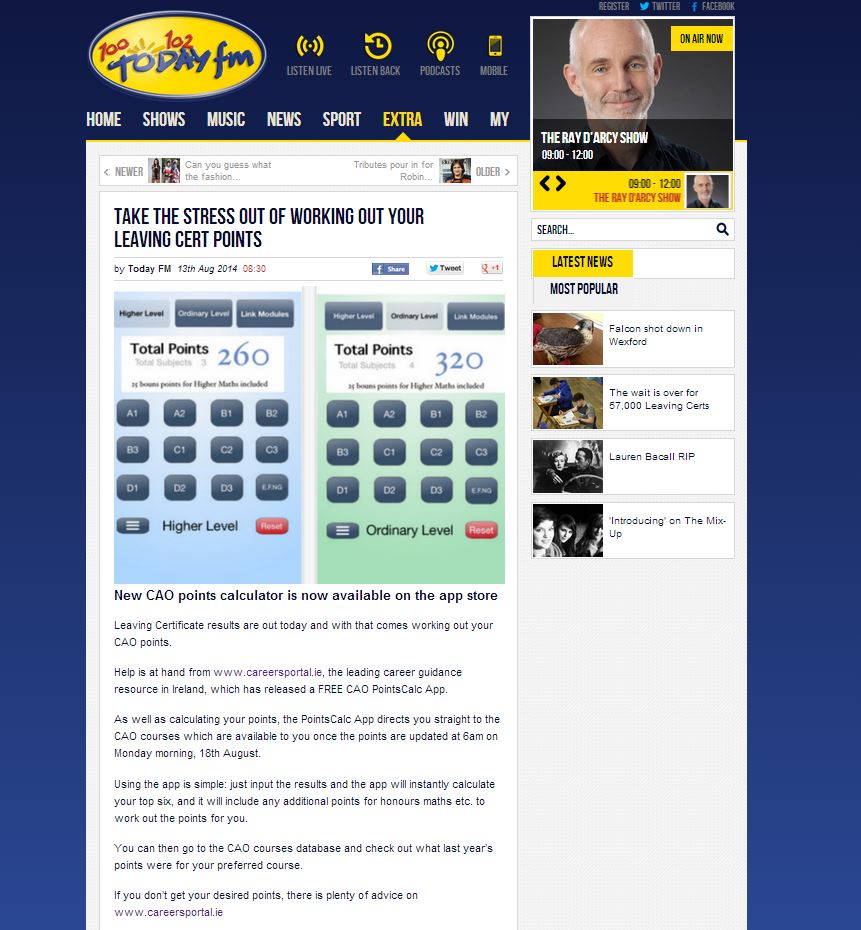 REGISTER TWITTER FACEBOOK
100 102
TODAY fm
LISTEN LIVE LISTEN BACK PODCASTS MOBILE
ON AIR NOW
HOME SHOWS MUSIC NEWS SPORT EXTRA WIN MY
THE RAY D'ARCY SHOW
09:00 - 12:00
09:00 - 12:00
THE RAY D'ARCY SHOW
< NEWER Can you guess what
the fashion...
Tributes pour in for
Robin... OLDER >
TAKE THE STRESS OUT OF WORKING OUT YOUR
LEAVING CERT POINTS
by Today FM 13th Aug 2014 08:30 Share Tweet g +1
Higher Level Ordinary Level Link Modules
Total Points 260
Total Subjects 3
25 bouns points for Higher Maths included
A1 A2 B1 B2
B3 C1 C2 C3
D1 D2 D3 E.F.NG
Higher Level Reset
Higher Level Ordinary Level Link Modules
Total Points 320
Total Subjects 4
25 bouns points for Higher Maths included
A1 A2 B1 B2
B3 C1 C2 C3
D1 D2 D3 E.F.NG
Ordinary Level Reset
New CAO points calculator is now available on the app store
Leaving Certificate results are out today and with that comes working out your
CAO points.
Help is at hand from www.careersportal.ie, the leading career guidance
resource in Ireland, which has released a FREE CAO PointsCalc App.
As well as calculating your points, the PointsCalc App directs you straight to the
CAO courses which are available to you once the points are updated at 6am on
Monday morning, 18th August.
Using the app is simple: just input the results and the app will instantly calculate
your top six, and it will include any additional points for honours maths etc. to
work out the points for you.
You can then go to the CAO courses database and check out what last year's
points were for your preferred course.
If you don't get your desired points, there is plenty of advice on
www.careersportal.ie
SEARCH...
LATEST NEWS
MOST POPULAR
Falcon shot down in
Wexford
The wait is over for
57,000 Leaving Certs
Lauren Bacall RIP
'Introducing' on The Mix-
Up